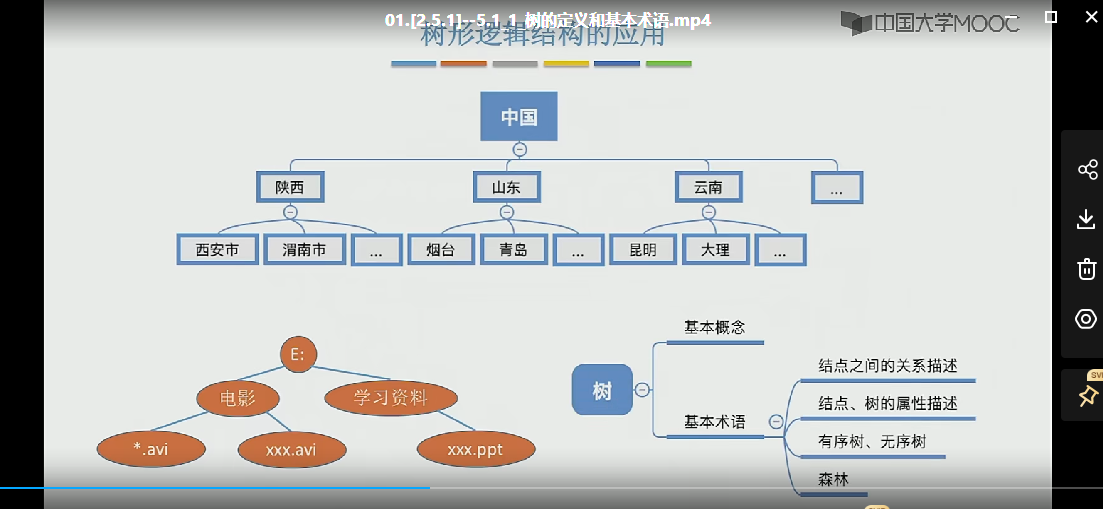 01.[2.5.1]--5.1_1_树的定义和基本术语.mp4
中国大学MOOC
树形逻辑结构的应用
中国
陕西 山东 云南 ...
西安市 渭南市 ... 烟台 青岛 ... 昆明 大理 ...
E:
电影 学习资料
*.avi xxx.avi xxx.ppt
树
基本概念
基本术语
结点之间的关系描述
结点、树的属性描述
有序树、无序树
森林